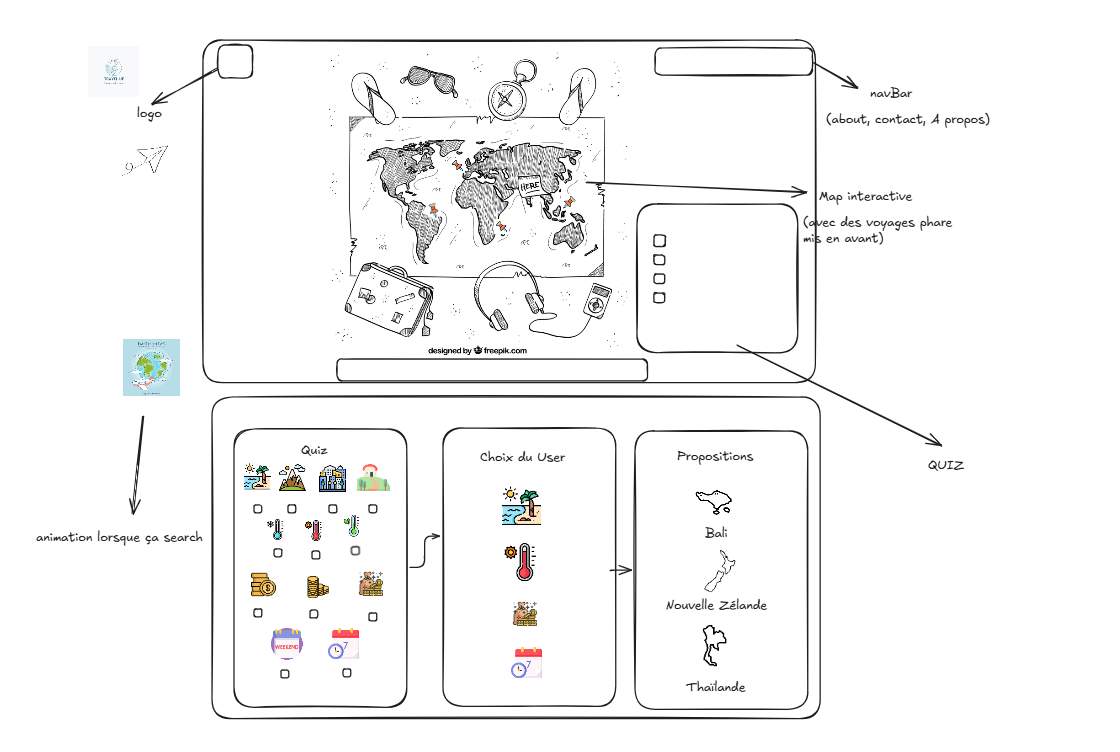 TRAVEL UP
logo
navBar
(about, contact, A propos)
HERE
Map interactive
(avec des voyages phare
mis en avant)
designed by freepik.com
QUIZ
animation lorsque ça search
Quiz
WEEKEND
7
Choix du User
7
Propositions
Bali
Nouvelle Zélande
Thaïlande